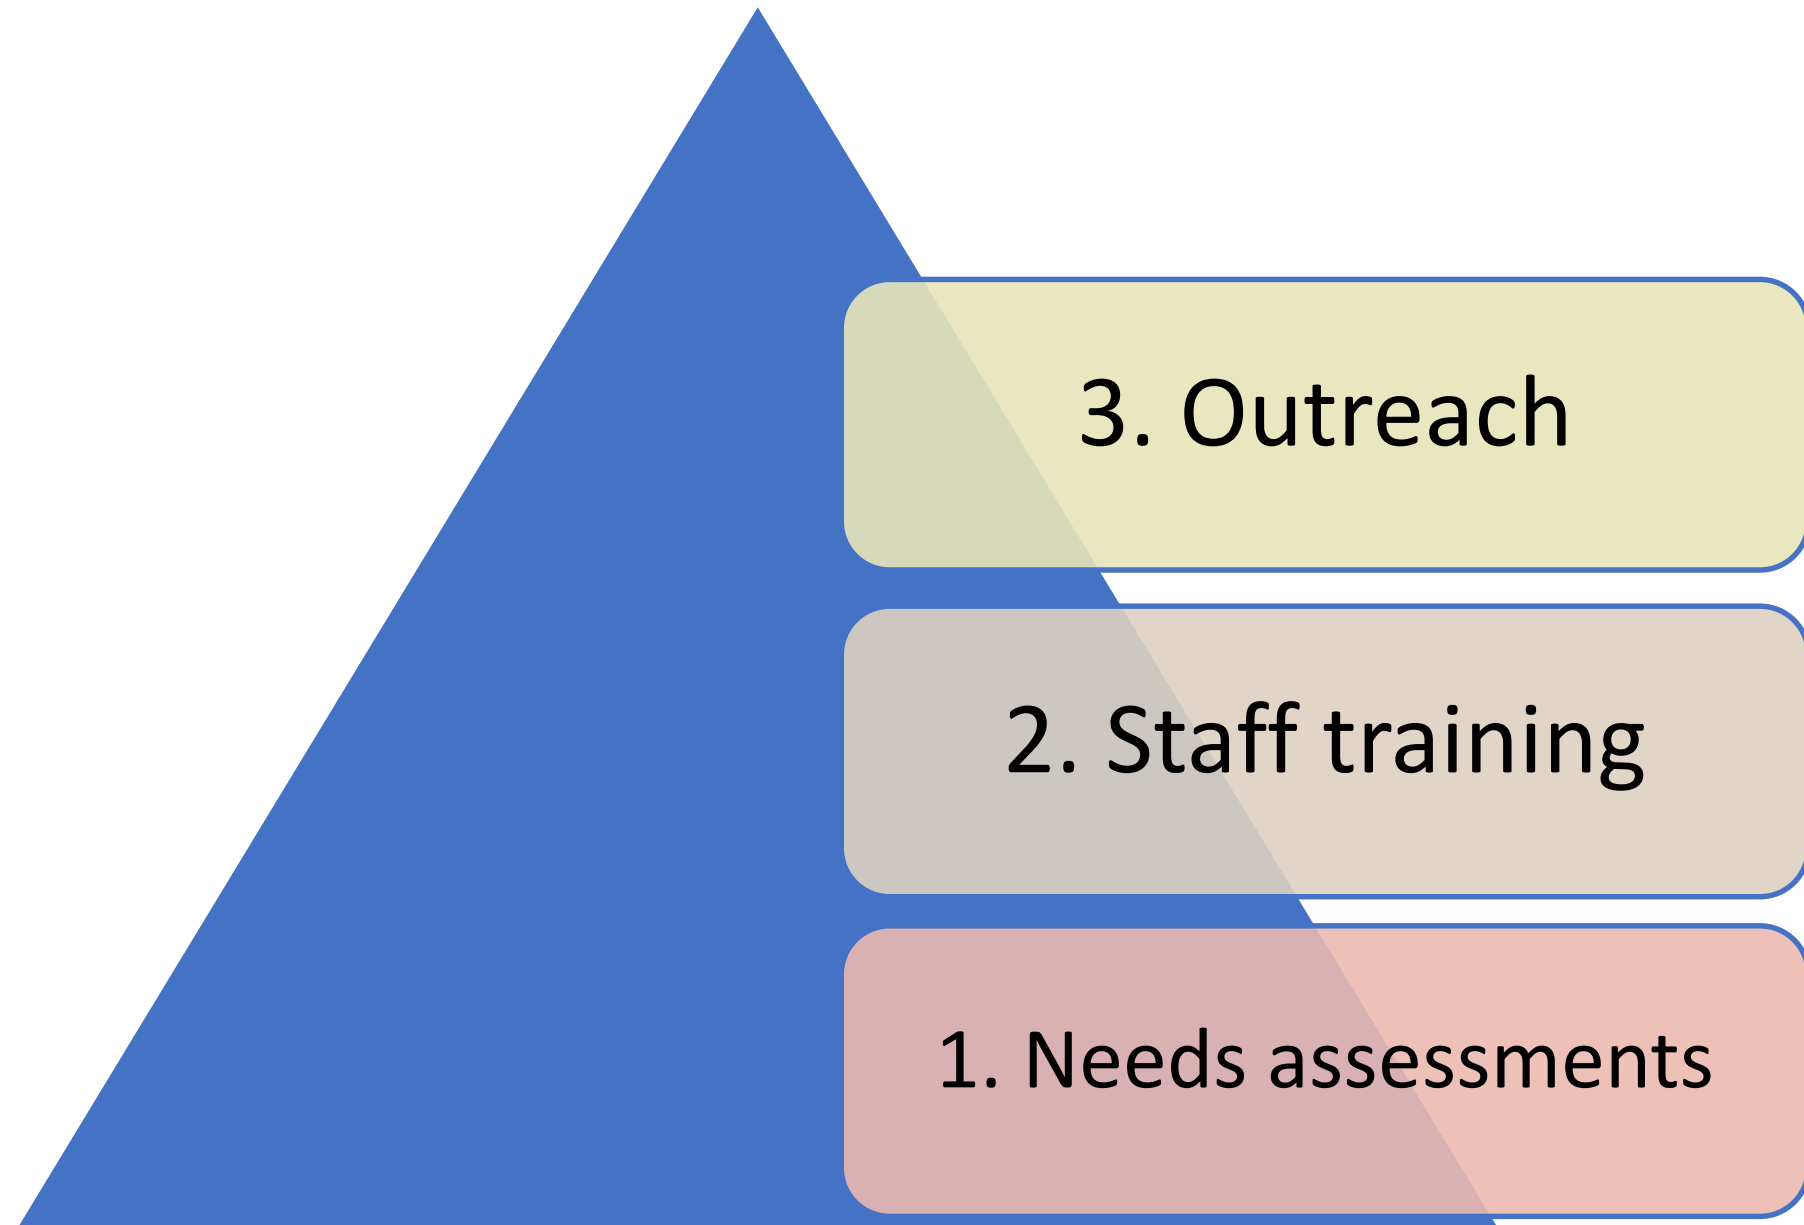 3. Outreach
2. Staff training
1. Needs assessments